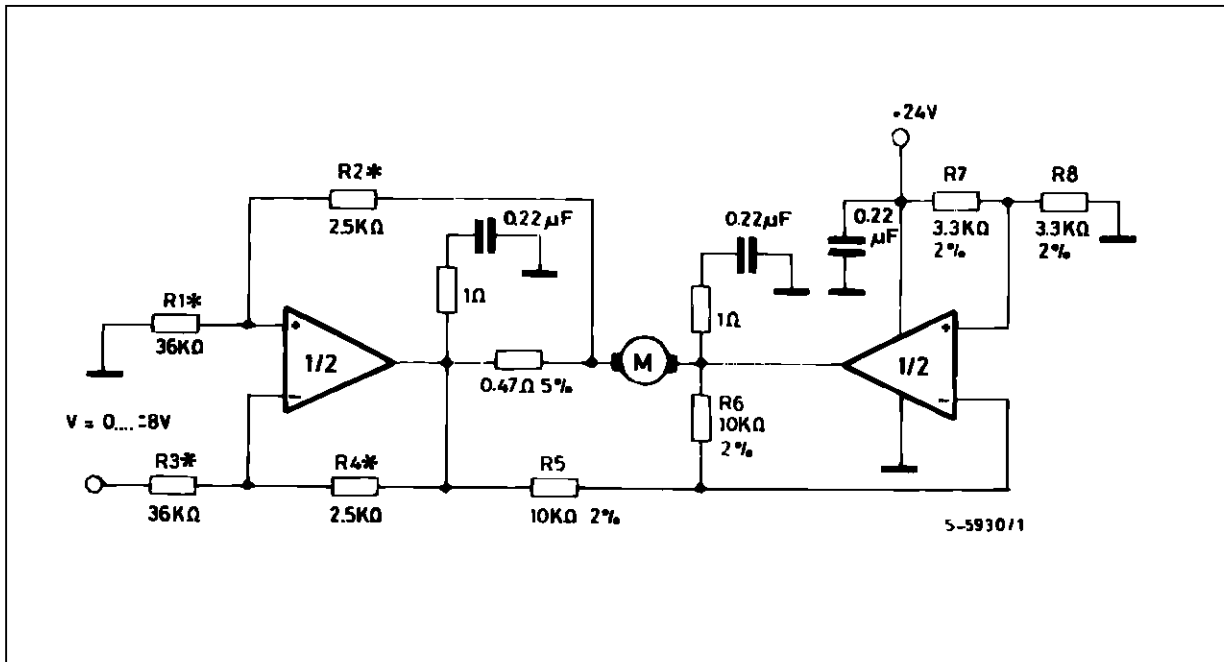 +24V
R2*
R7
R8
2.5KΩ
0.22µF
0.22µF
0.22
µF
3.3KΩ
2%
3.3KΩ
2%
1Ω
1Ω
R1*
36KΩ
+
1/2
−
M
+
1/2
−
0.47Ω 5%
R6
10KΩ
2%
V = 0....±8V
R3*
R4*
R5
36KΩ
2.5KΩ
10KΩ 2%
S-5930/1